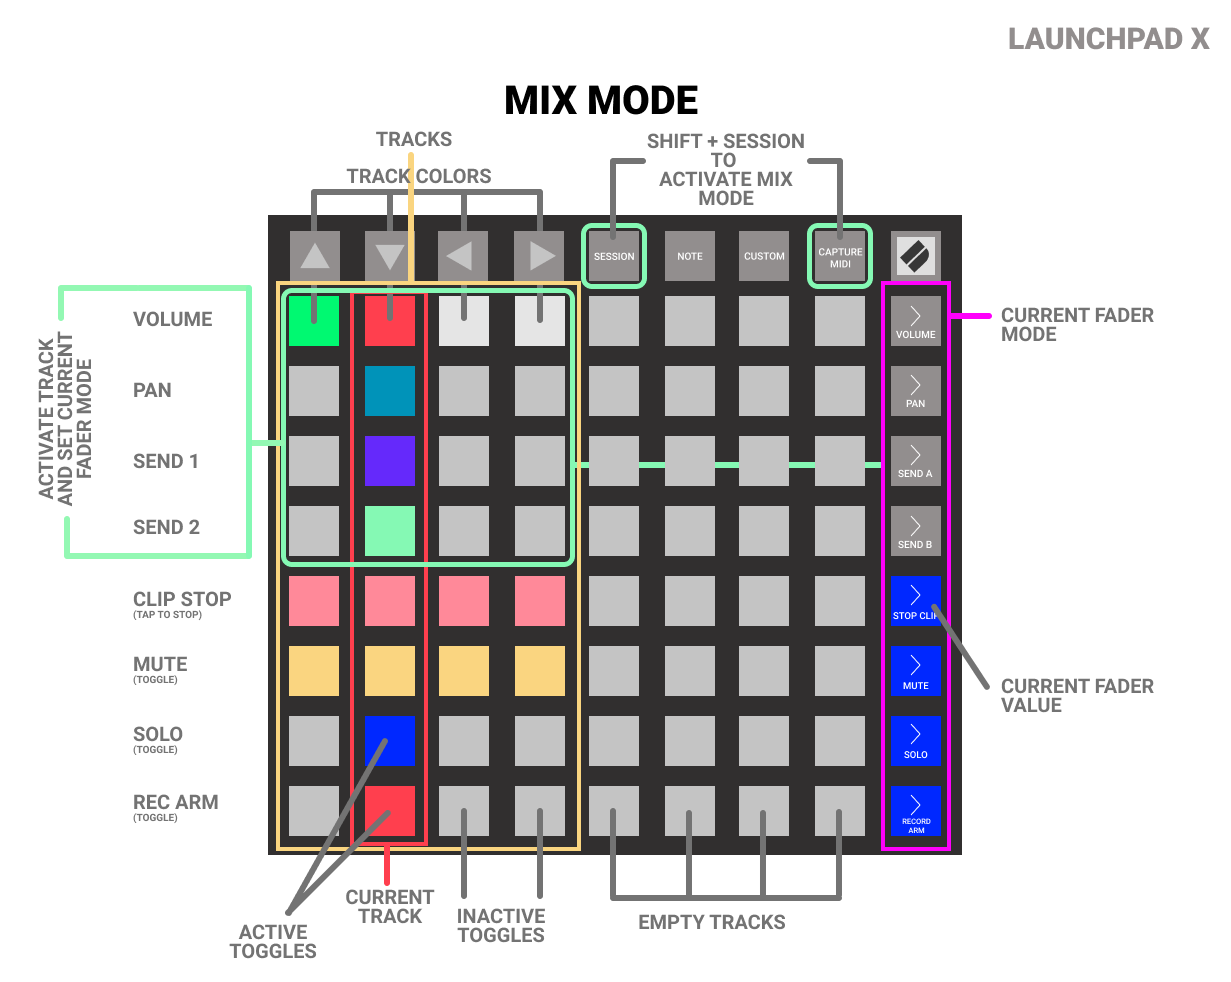 LAUNCHPAD X
MIX MODE
TRACKS
TRACK COLORS
SHIFT + SESSION
TO
ACTIVATE MIX
MODE
SESSION
NOTE
CUSTOM
CAPTURE
MIDI
ACTIVATE TRACK
AND SET CURRENT
FADER MODE
VOLUME
PAN
SEND 1
SEND 2
CLIP STOP
(TAP TO STOP)
MUTE
(TOGGLE)
SOLO
(TOGGLE)
REC ARM
(TOGGLE)
VOLUME
PAN
SEND A
SEND B
STOP CLIP
MUTE
SOLO
RECORD
ARM
CURRENT FADER
MODE
CURRENT FADER
VALUE
ACTIVE
TOGGLES
CURRENT
TRACK
INACTIVE
TOGGLES
EMPTY TRACKS